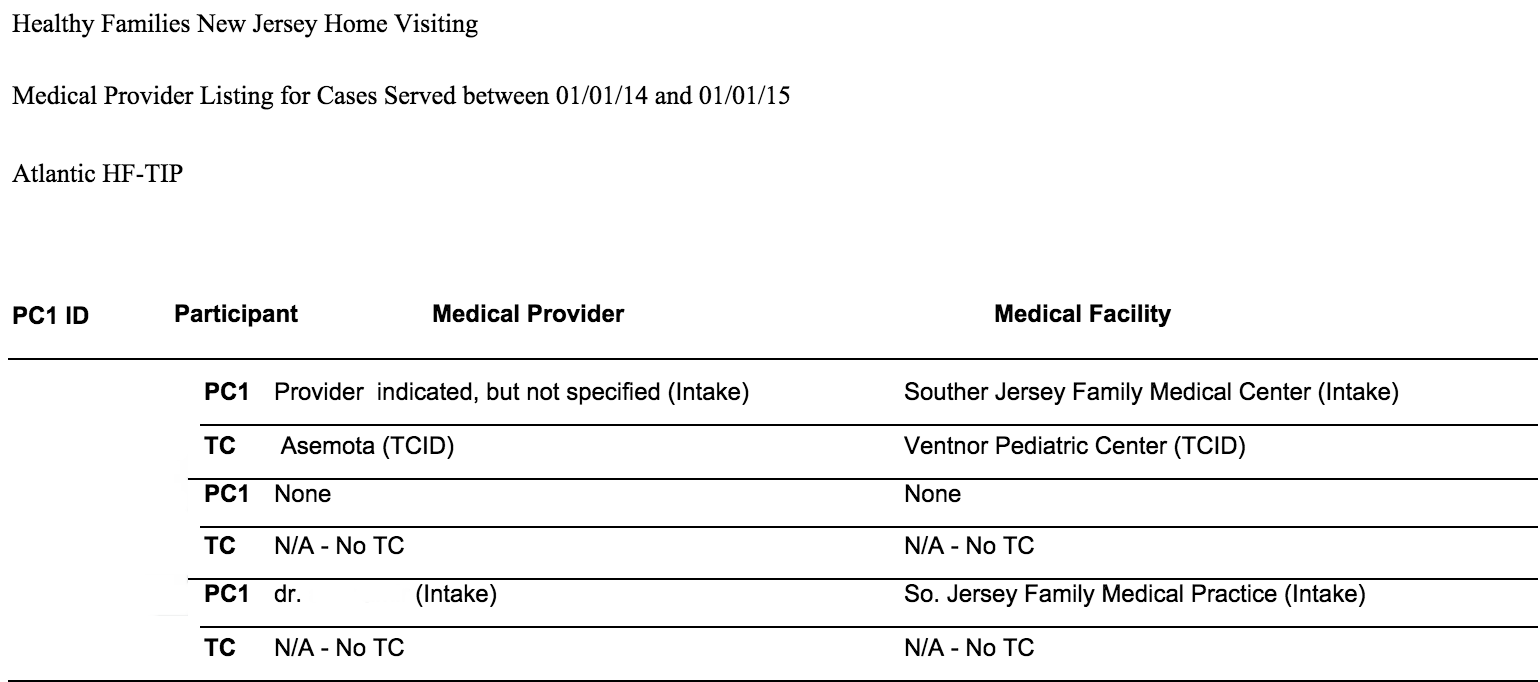 Healthy Families New Jersey Home Visiting
Medical Provider Listing for Cases Served between 01/01/14 and 01/01/15
Atlantic HF-TIP
PC1 ID Participant Medical Provider Medical Facility
PC1 Provider indicated, but not specified (Intake) Souther Jersey Family Medical Center (Intake)
TC Asemota (TCID) Ventnor Pediatric Center (TCID)
PC1 None None
TC N/A - No TC N/A - No TC
PC1 dr. (Intake) So. Jersey Family Medical Practice (Intake)
TC N/A - No TC N/A - No TC